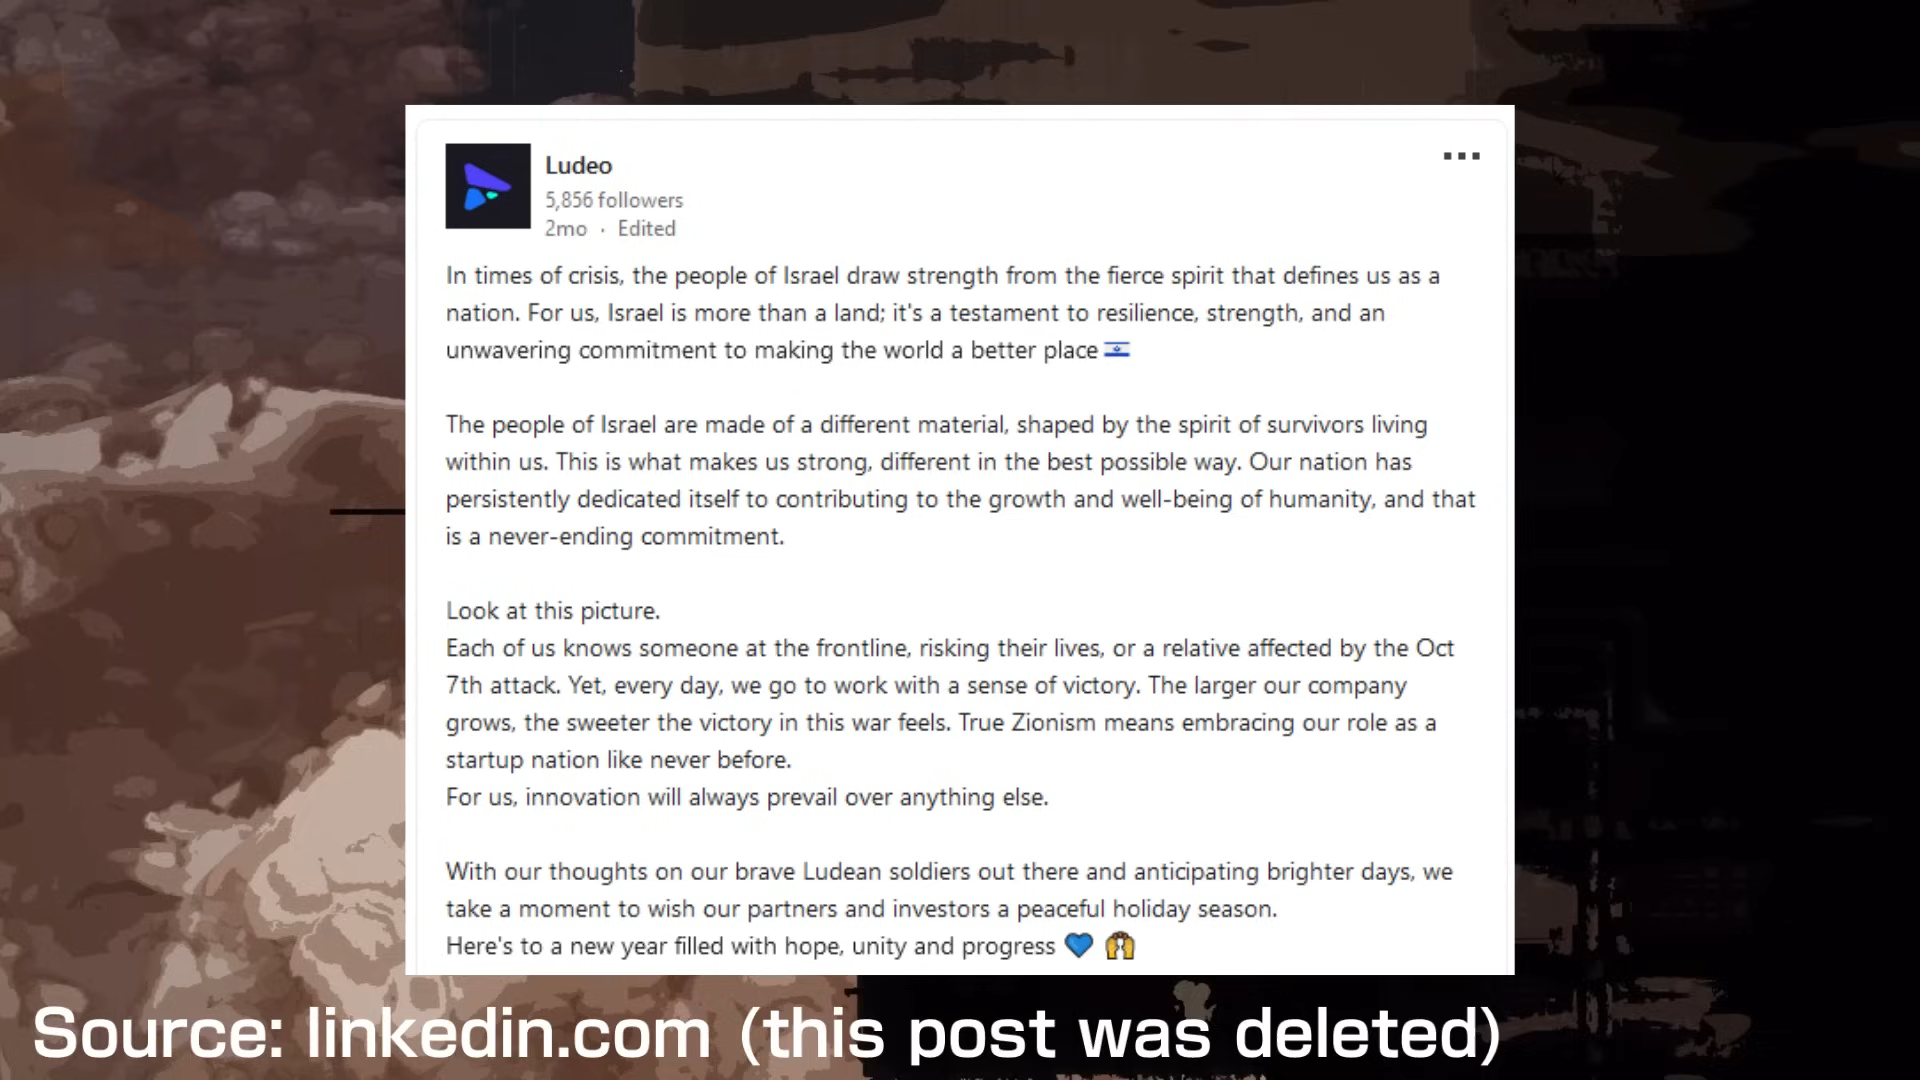 Ludeo
5,856 followers
2mo · Edited
In times of crisis, the people of Israel draw strength from the fierce spirit that defines us as a
nation. For us, Israel is more than a land; it's a testament to resilience, strength, and an
unwavering commitment to making the world a better place 🇮🇱
The people of Israel are made of a different material, shaped by the spirit of survivors living
within us. This is what makes us strong, different in the best possible way. Our nation has
persistently dedicated itself to contributing to the growth and well-being of humanity, and that
is a never-ending commitment.
Look at this picture.
Each of us knows someone at the frontline, risking their lives, or a relative affected by the Oct
7th attack. Yet, every day, we go to work with a sense of victory. The larger our company
grows, the sweeter the victory in this war feels. True Zionism means embracing our role as a
startup nation like never before.
For us, innovation will always prevail over anything else.
With our thoughts on our brave Ludean soldiers out there and anticipating brighter days, we
take a moment to wish our partners and investors a peaceful holiday season.
Here's to a new year filled with hope, unity and progress 💙 🙌
Source: linkedin.com (this post was deleted)